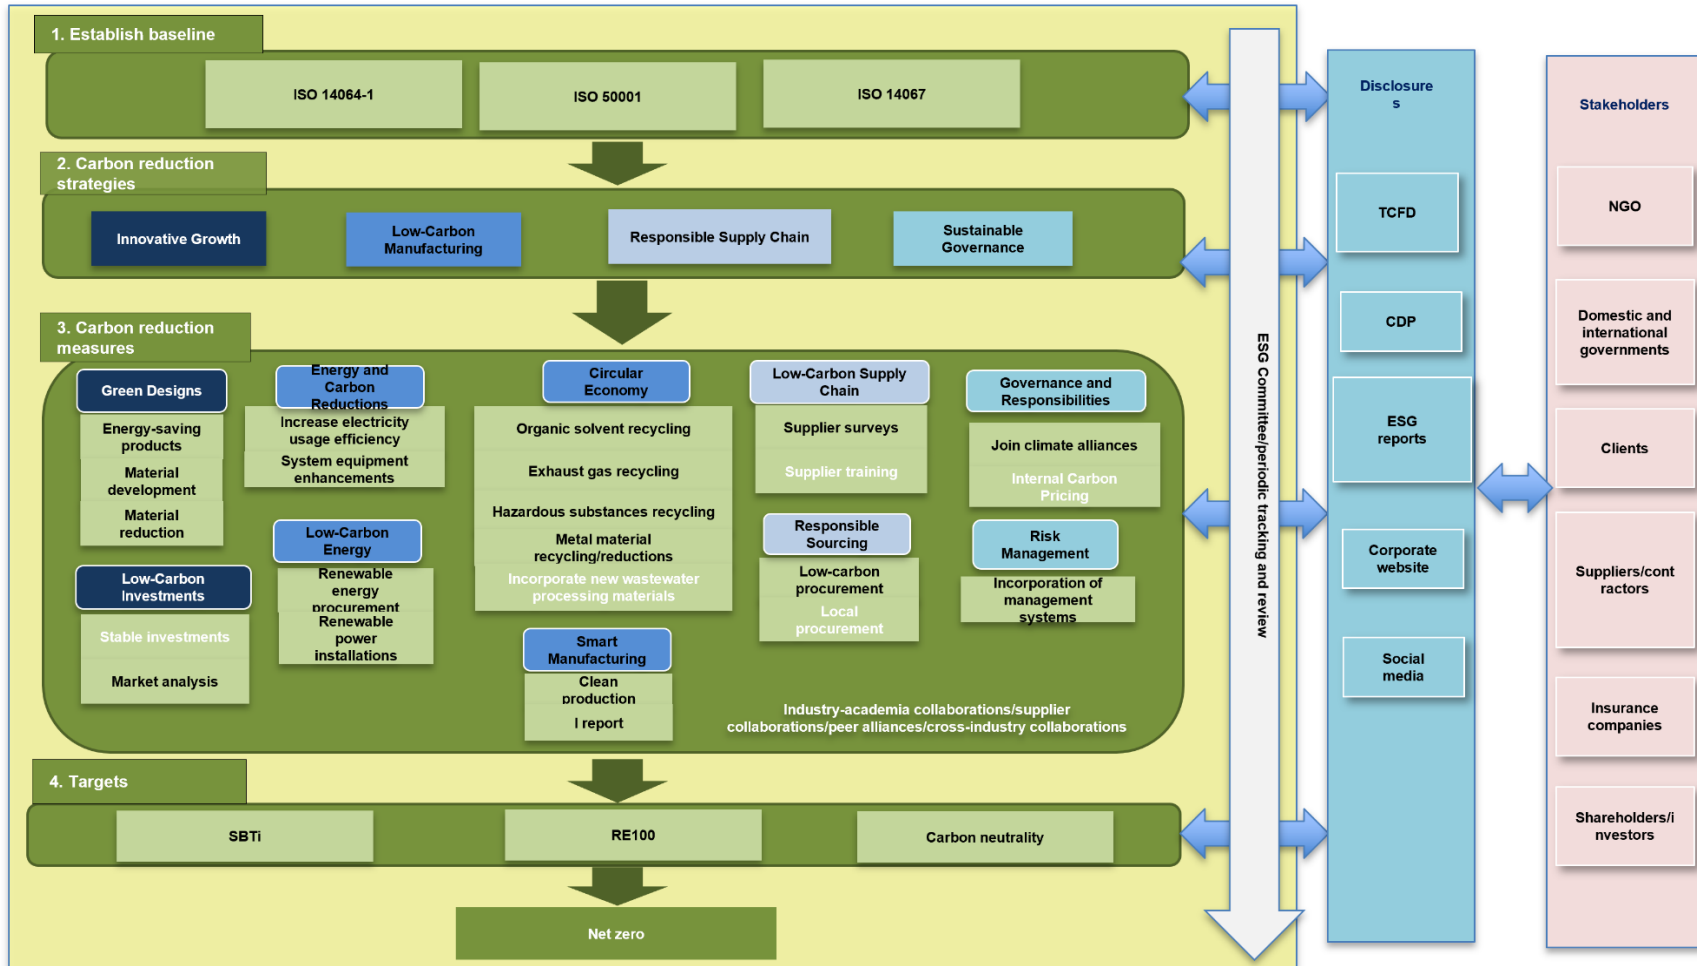 1. Establish baseline
ISO 14064-1
ISO 50001
ISO 14067
2. Carbon reduction
strategies
Innovative Growth
Low-Carbon
Manufacturing
Responsible Supply Chain
Sustainable
Governance
3. Carbon reduction
measures
Green Designs
Energy-saving
products
Material
development
Material
reduction
Low-Carbon
Investments
Stable investments
Market analysis
Energy and
Carbon
Reductions
Increase electricity
usage efficiency
System equipment
enhancements
Low-Carbon
Energy
Renewable
energy
procurement
Renewable
power
installations
Circular
Economy
Organic solvent recycling
Exhaust gas recycling
Hazardous substances recycling
Metal material
recycling/reductions
Incorporate new wastewater
processing materials
Smart
Manufacturing
Clean
production
I report
Low-Carbon Supply
Chain
Supplier surveys
Supplier training
Responsible
Sourcing
Low-carbon
procurement
Local
procurement
Governance and
Responsibilities
Join climate alliances
Internal Carbon
Pricing
Risk
Management
Incorporation of
management
systems
Industry-academia collaborations/supplier
collaborations/peer alliances/cross-industry collaborations
4. Targets
SBTi
RE100
Carbon neutrality
Net zero
ESG Committee/periodic tracking and review
Disclosure
s
TCFD
CDP
ESG
reports
Corporate
website
Social
media
Stakeholders
NGO
Domestic and
international
governments
Clients
Suppliers/cont
ractors
Insurance
companies
Shareholders/i
nvestors